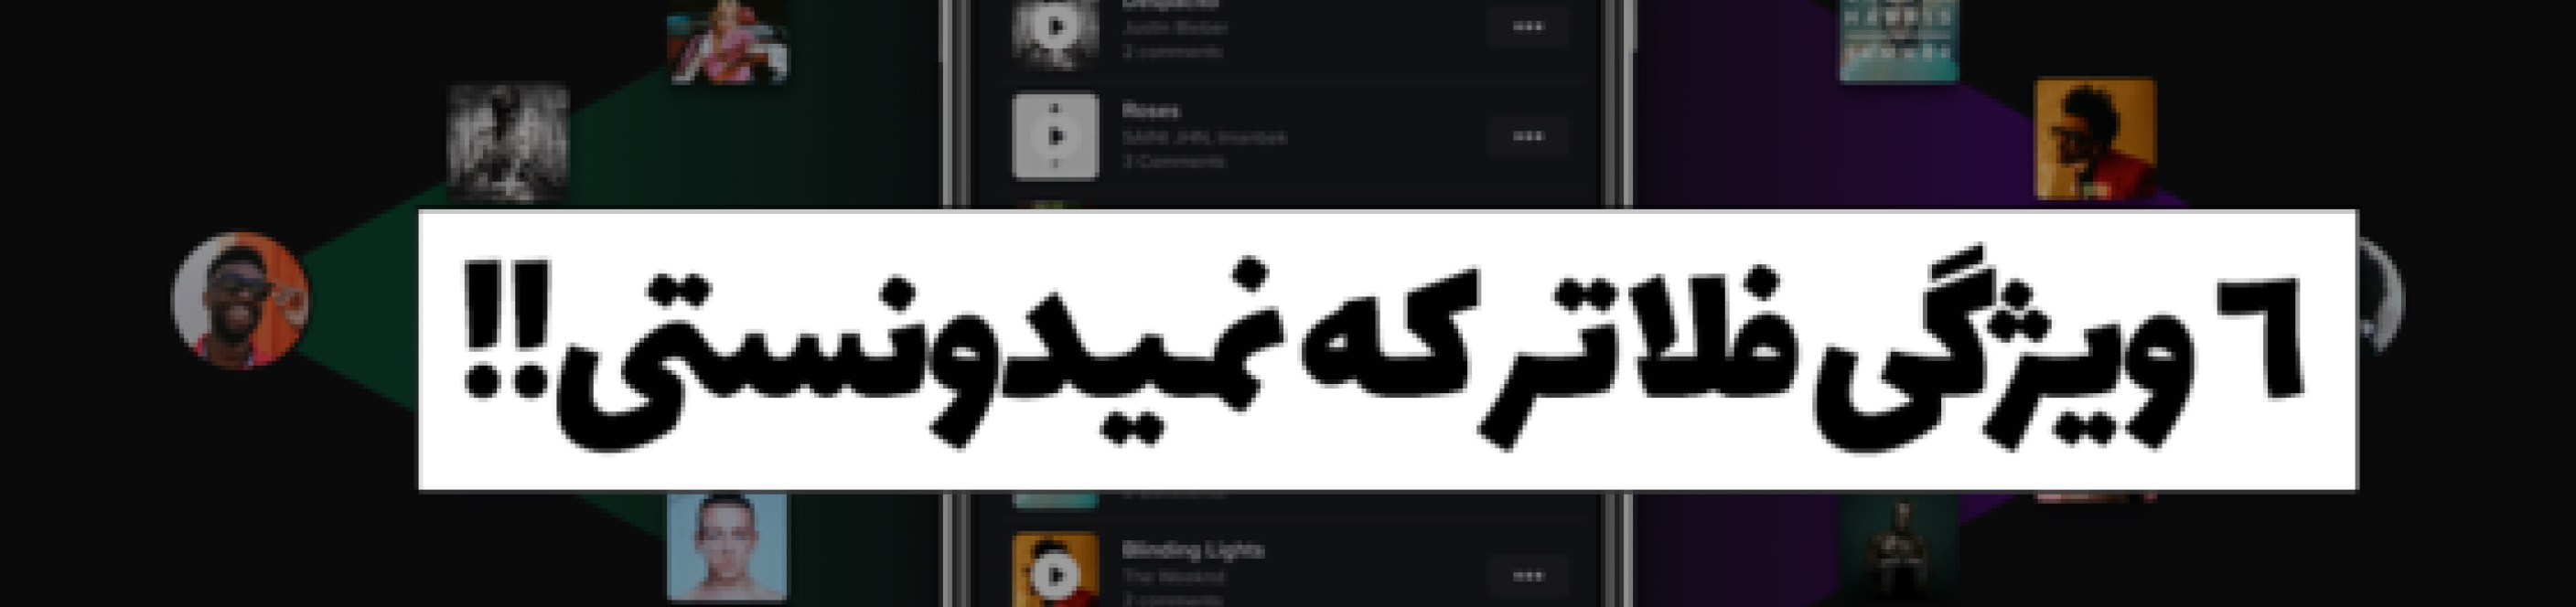 Despacito
Justin Bieber
2 comments
Roses
SAINt JHN, Imanbek
3 Comments
٦ ویژگی فلاتر که نمیدونستی!!
Blinding Lights
The Weeknd
2 comments